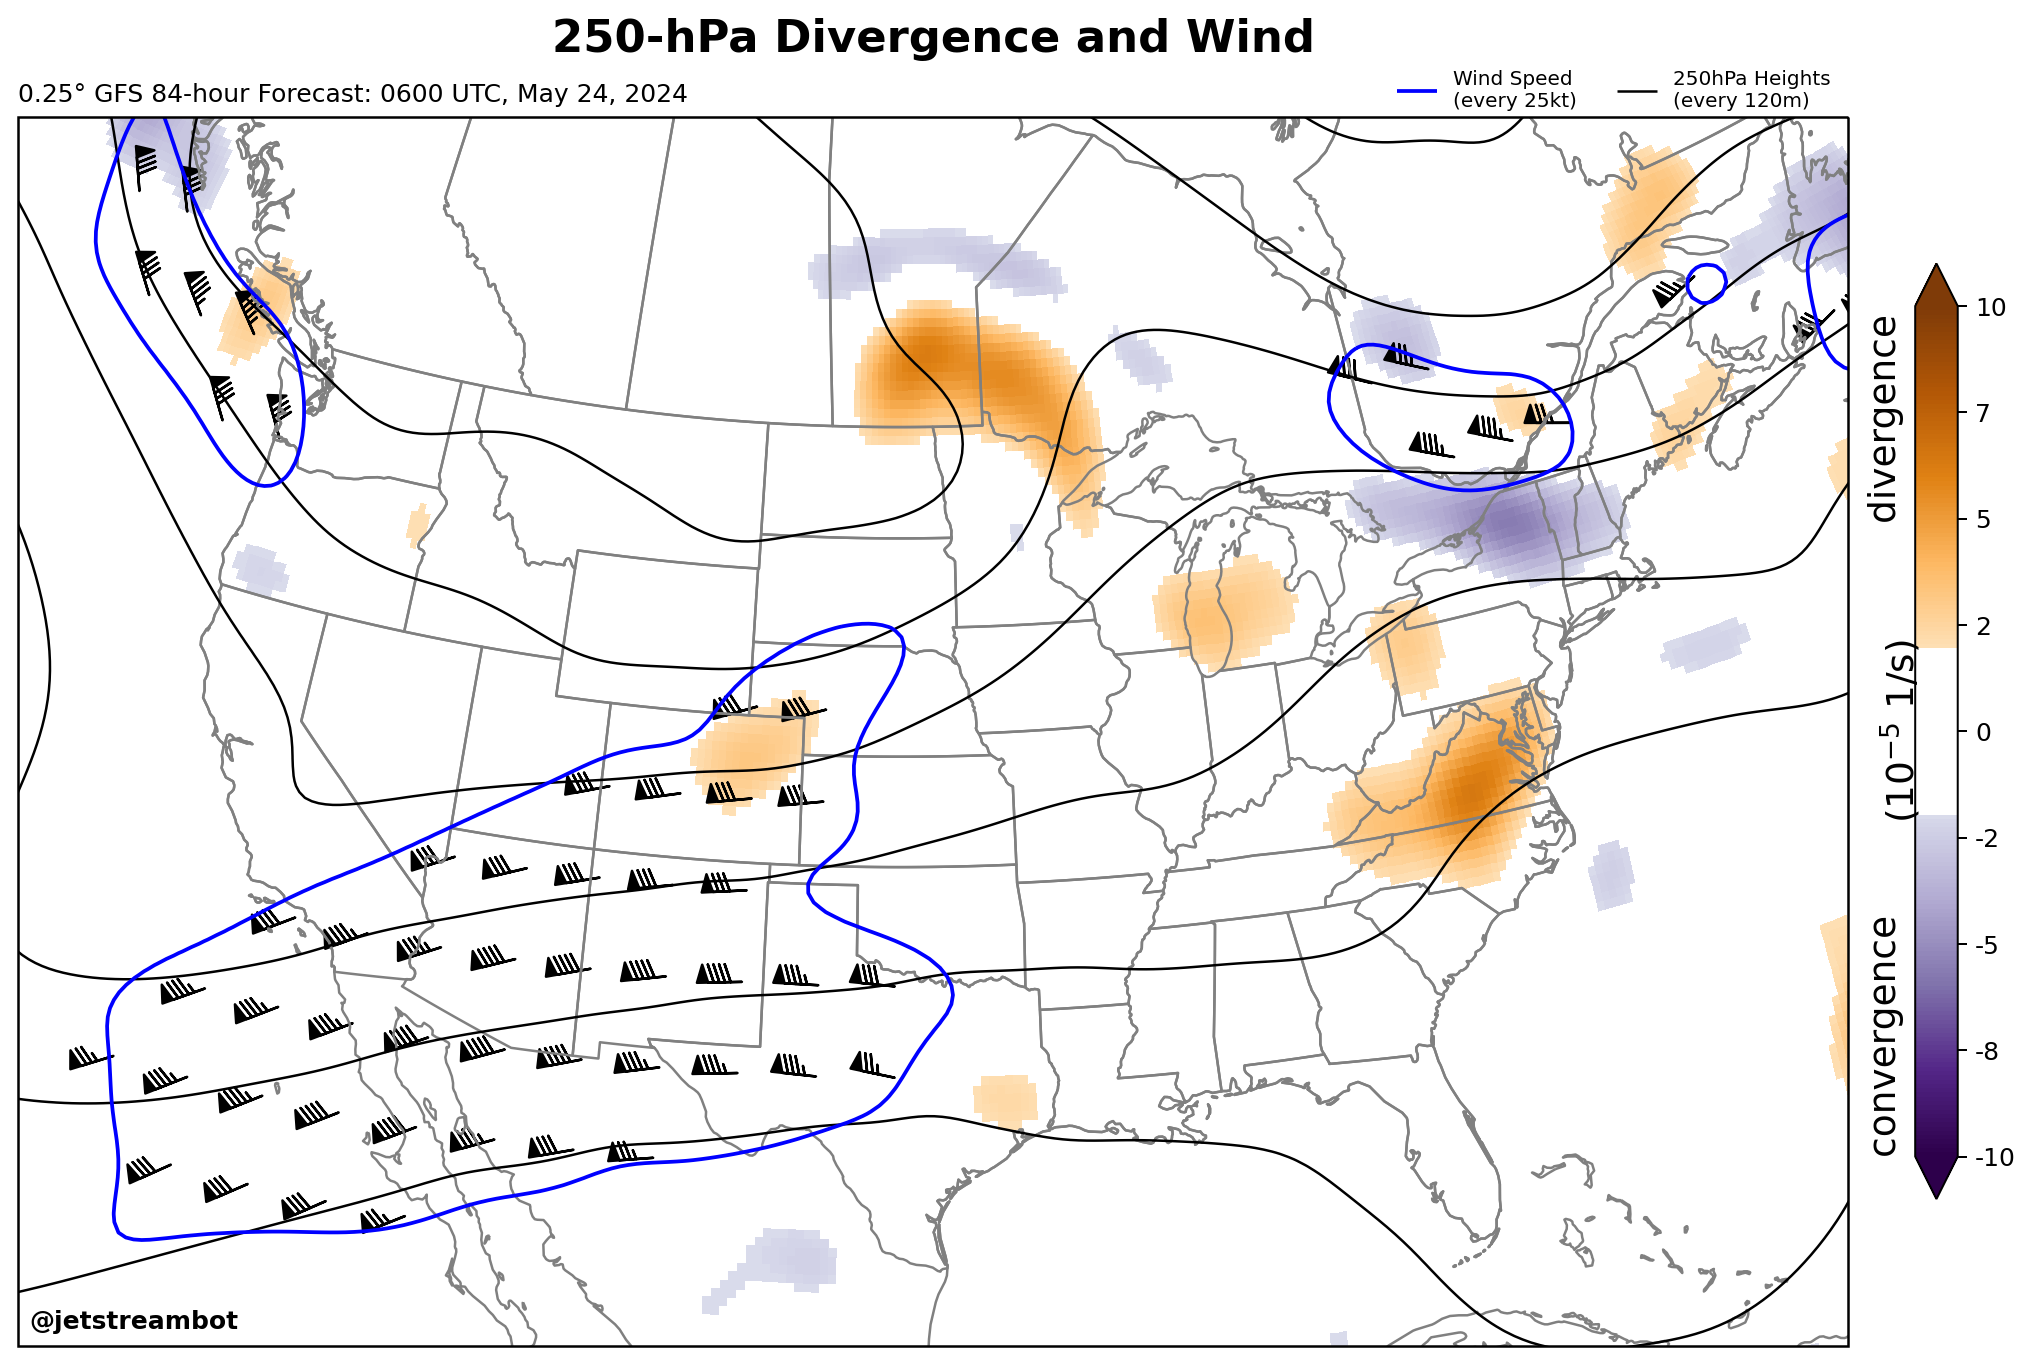 250-hPa Divergence and Wind
0.25° GFS 84-hour Forecast: 0600 UTC, May 24, 2024
Wind Speed
(every 25kt)
250hPa Heights
(every 120m)
10
7
5
2
0
-2
-5
-8
-10
divergence
(10⁻⁵ 1/s)
convergence
@jetstreambot